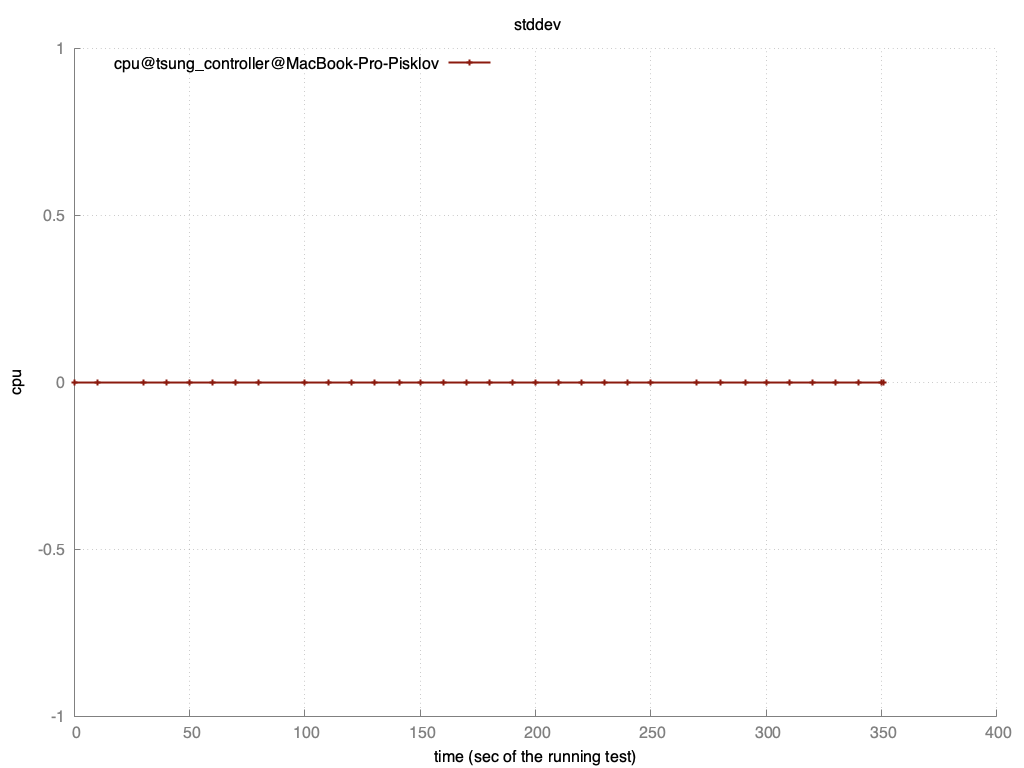 stddev
cpu@tsung_controller@MacBook-Pro-Pisklov
1
0.5
0
-0.5
-1
cpu
0 50 100 150 200 250 300 350 400
time (sec of the running test)